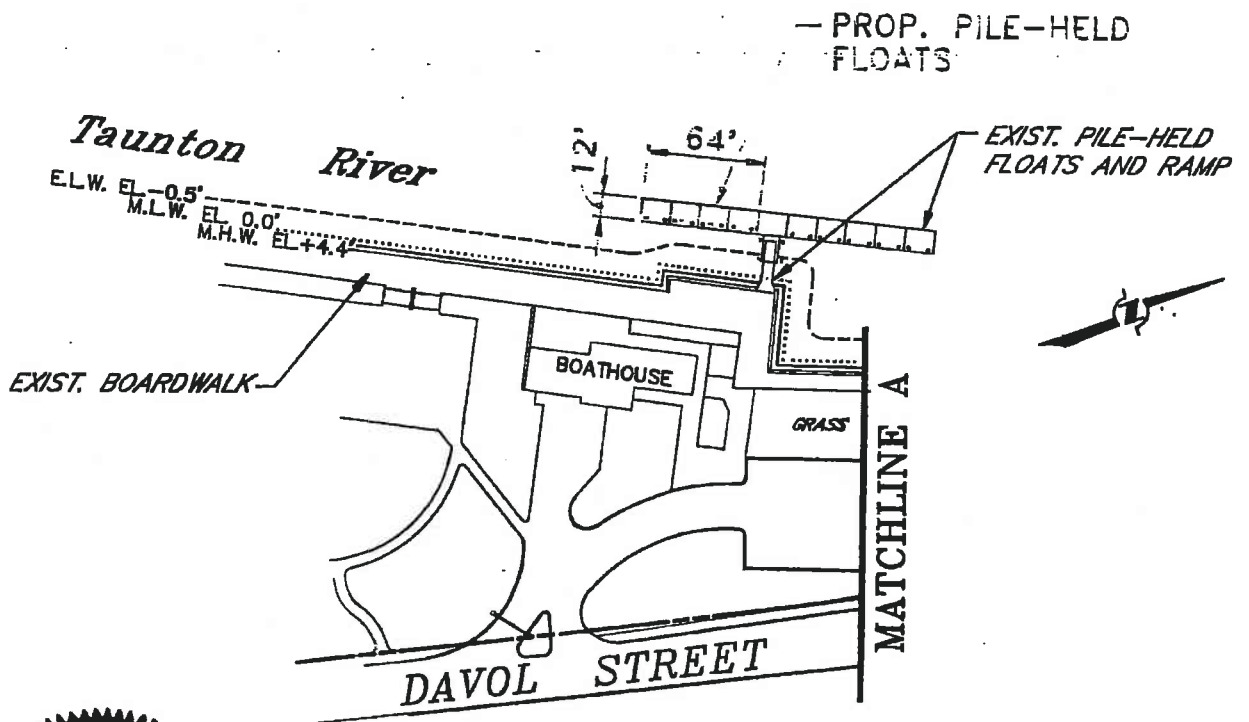 — PROP. PILE-HELD
FLOATS
Taunton River
12'
64'
EXIST. PILE-HELD
FLOATS AND RAMP
E.L.W. EL-0.5'
M.L.W. EL 0.0'
M.H.W. EL+4.4'
EXIST. BOARDWALK
BOATHOUSE
GRASS
MATCHLINE A
DAVOL STREET